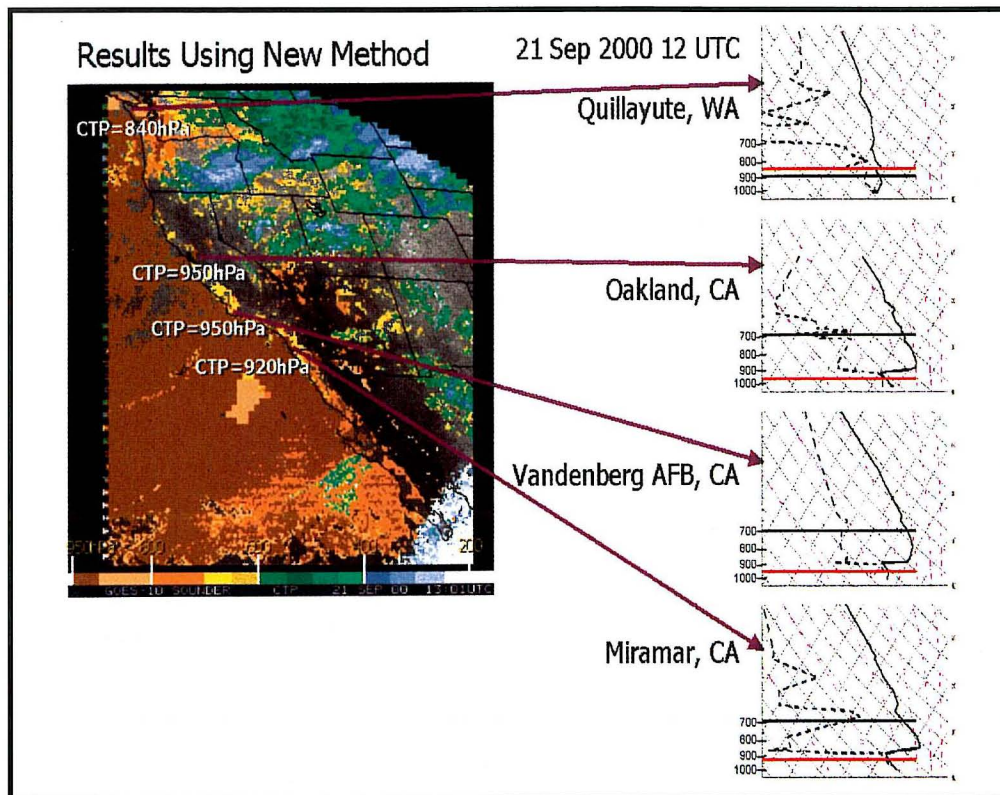 Results Using New Method
21 Sep 2000 12 UTC
Quillayute, WA
Oakland, CA
Vandenberg AFB, CA
Miramar, CA
CTP=840hPa
CTP=950hPa
CTP=950hPa
CTP=920hPa
GOES-10 SOUNDER CTP 21 SEP 00 13:01UTC
700
800
900
1000
700
800
900
1000
700
800
900
1000
700
800
900
1000